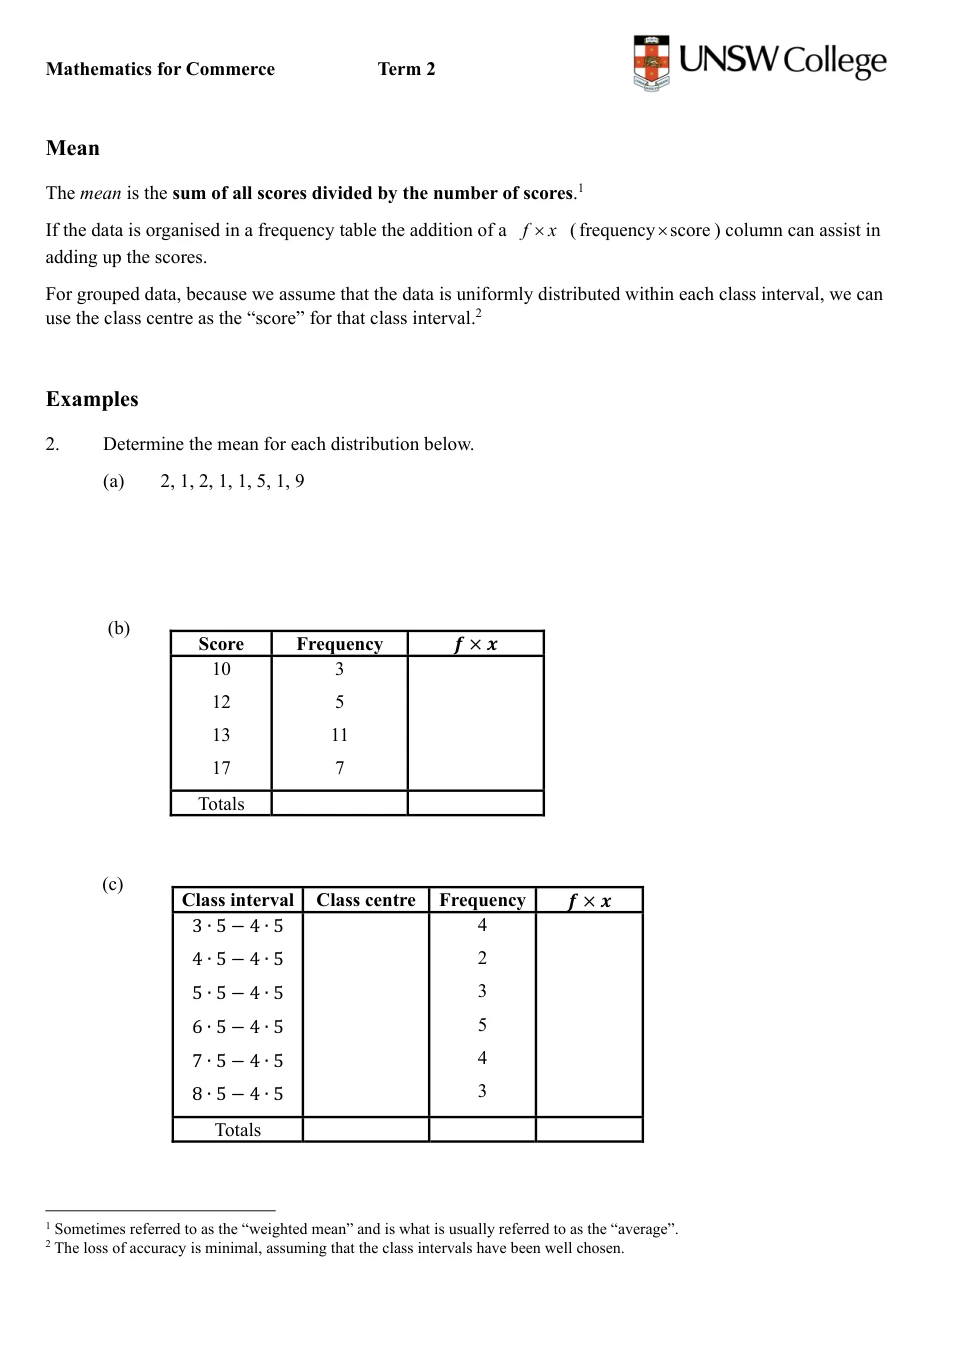 Mathematics for Commerce Term 2
UNSW College
Mean
The mean is the sum of all scores divided by the number of scores.1
If the data is organised in a frequency table the addition of a f × x ( frequency × score ) column can assist in
adding up the scores.
For grouped data, because we assume that the data is uniformly distributed within each class interval, we can
use the class centre as the “score” for that class interval.2
Examples
2. Determine the mean for each distribution below.
(a) 2, 1, 2, 1, 1, 5, 1, 9
(b)
Score Frequency f × x
10 3
12 5
13 11
17 7
Totals
(c)
Class interval Class centre Frequency f × x
3 · 5 − 4 · 5 4
4 · 5 − 4 · 5 2
5 · 5 − 4 · 5 3
6 · 5 − 4 · 5 5
7 · 5 − 4 · 5 4
8 · 5 − 4 · 5 3
Totals
1 Sometimes referred to as the “weighted mean” and is what is usually referred to as the “average”.
2 The loss of accuracy is minimal, assuming that the class intervals have been well chosen.